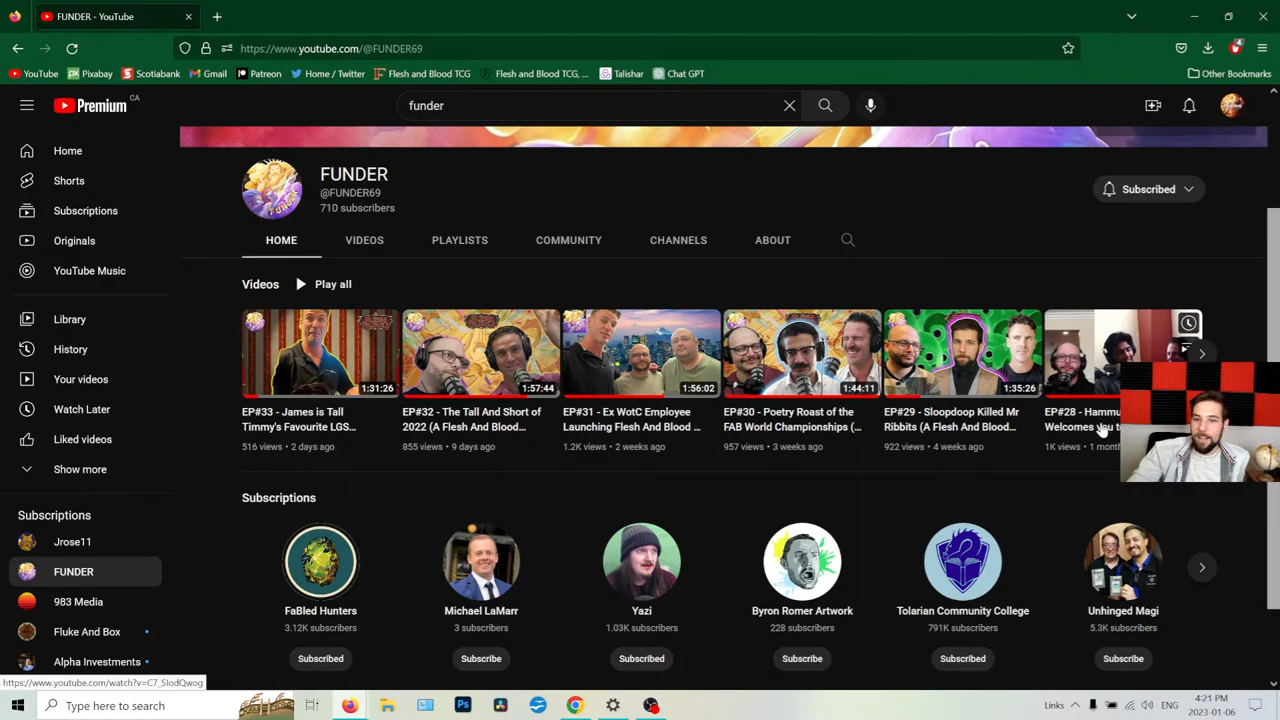 FUNDER - YouTube
https://www.youtube.com/@FUNDER69
4
YouTube
Pixabay
Scotiabank
Gmail
Patreon
Home / Twitter
Flesh and Blood TCG
Flesh and Blood TCG, ...
Talishar
Chat GPT
Other Bookmarks
Premium CA
funder
Home
Shorts
Subscriptions
Originals
YouTube Music
Library
History
Your videos
Watch Later
Liked videos
Show more
Subscriptions
Jrose11
FUNDER
983 Media
Fluke And Box
Alpha Investments
FUNDER
@FUNDER69
710 subscribers
Subscribed
HOME
VIDEOS
PLAYLISTS
COMMUNITY
CHANNELS
ABOUT
Videos
Play all
1:31:26
EP#33 - James is Tall
Timmy's Favourite LGS...
516 views • 2 days ago
1:57:44
EP#32 - The Tall And Short of
2022 (A Flesh And Blood...
855 views • 9 days ago
1:56:02
EP#31 - Ex WotC Employee
Launching Flesh And Blood ...
1.2K views • 2 weeks ago
1:44:11
EP#30 - Poetry Roast of the
FAB World Championships (...
957 views • 3 weeks ago
1:35:26
EP#29 - Sloopdoop Killed Mr
Ribbits (A Flesh And Blood...
922 views • 4 weeks ago
EP#28 - Hammu
Welcomes you t
1K views • 1 month
Subscriptions
FaBled Hunters
3.12K subscribers
Subscribed
Michael LaMarr
3 subscribers
Subscribe
Yazi
1.03K subscribers
Subscribed
Byron Romer Artwork
228 subscribers
Subscribe
Tolarian Community College
791K subscribers
Subscribed
Unhinged Magi
5.3K subscribers
Subscribe
https://www.youtube.com/watch?v=C7_SlodQwog
Type here to search
Links
ENG
4:21 PM
2023-01-06